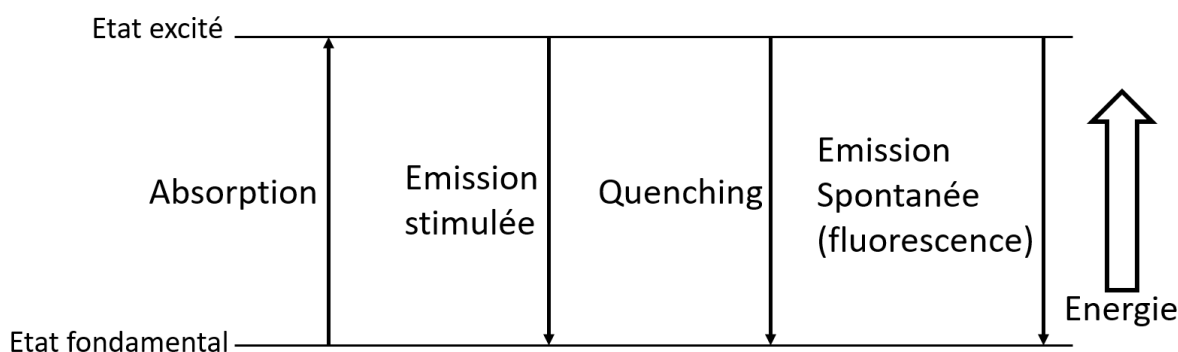 Etat excité
Absorption
Emission
stimulée
Quenching
Emission
Spontanée
(fluorescence)
Energie
Etat fondamental